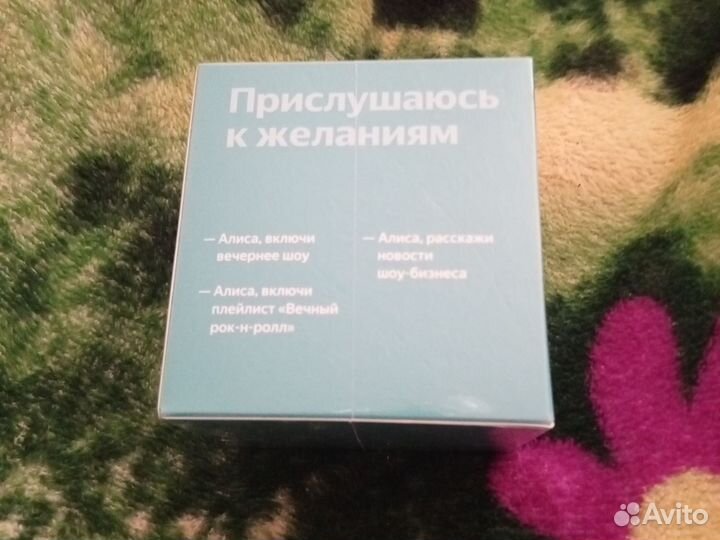 Прислушаюсь
к желаниям
— Алиса, включи
вечернее шоу
— Алиса, включи
плейлист «Вечный
рок-н-ролл»
— Алиса, расскажи
новости
шоу-бизнеса
Avito